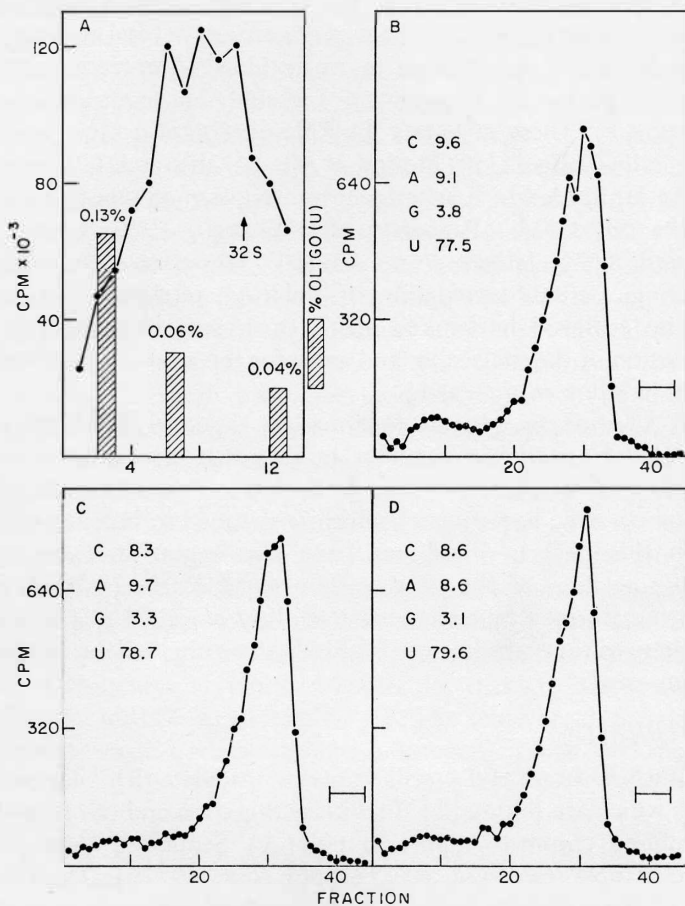 A
120
80
40
CPM × 10⁻³
0.13%
0.06%
0.04%
32 S
4
12
% OLIGO (U)
B
C 9.6
A 9.1
G 3.8
U 77.5
640
320
CPM
20
40
C
C 8.3
A 9.7
G 3.3
U 78.7
640
320
CPM
20
40
D
C 8.6
A 8.6
G 3.1
U 79.6
20
40
FRACTION